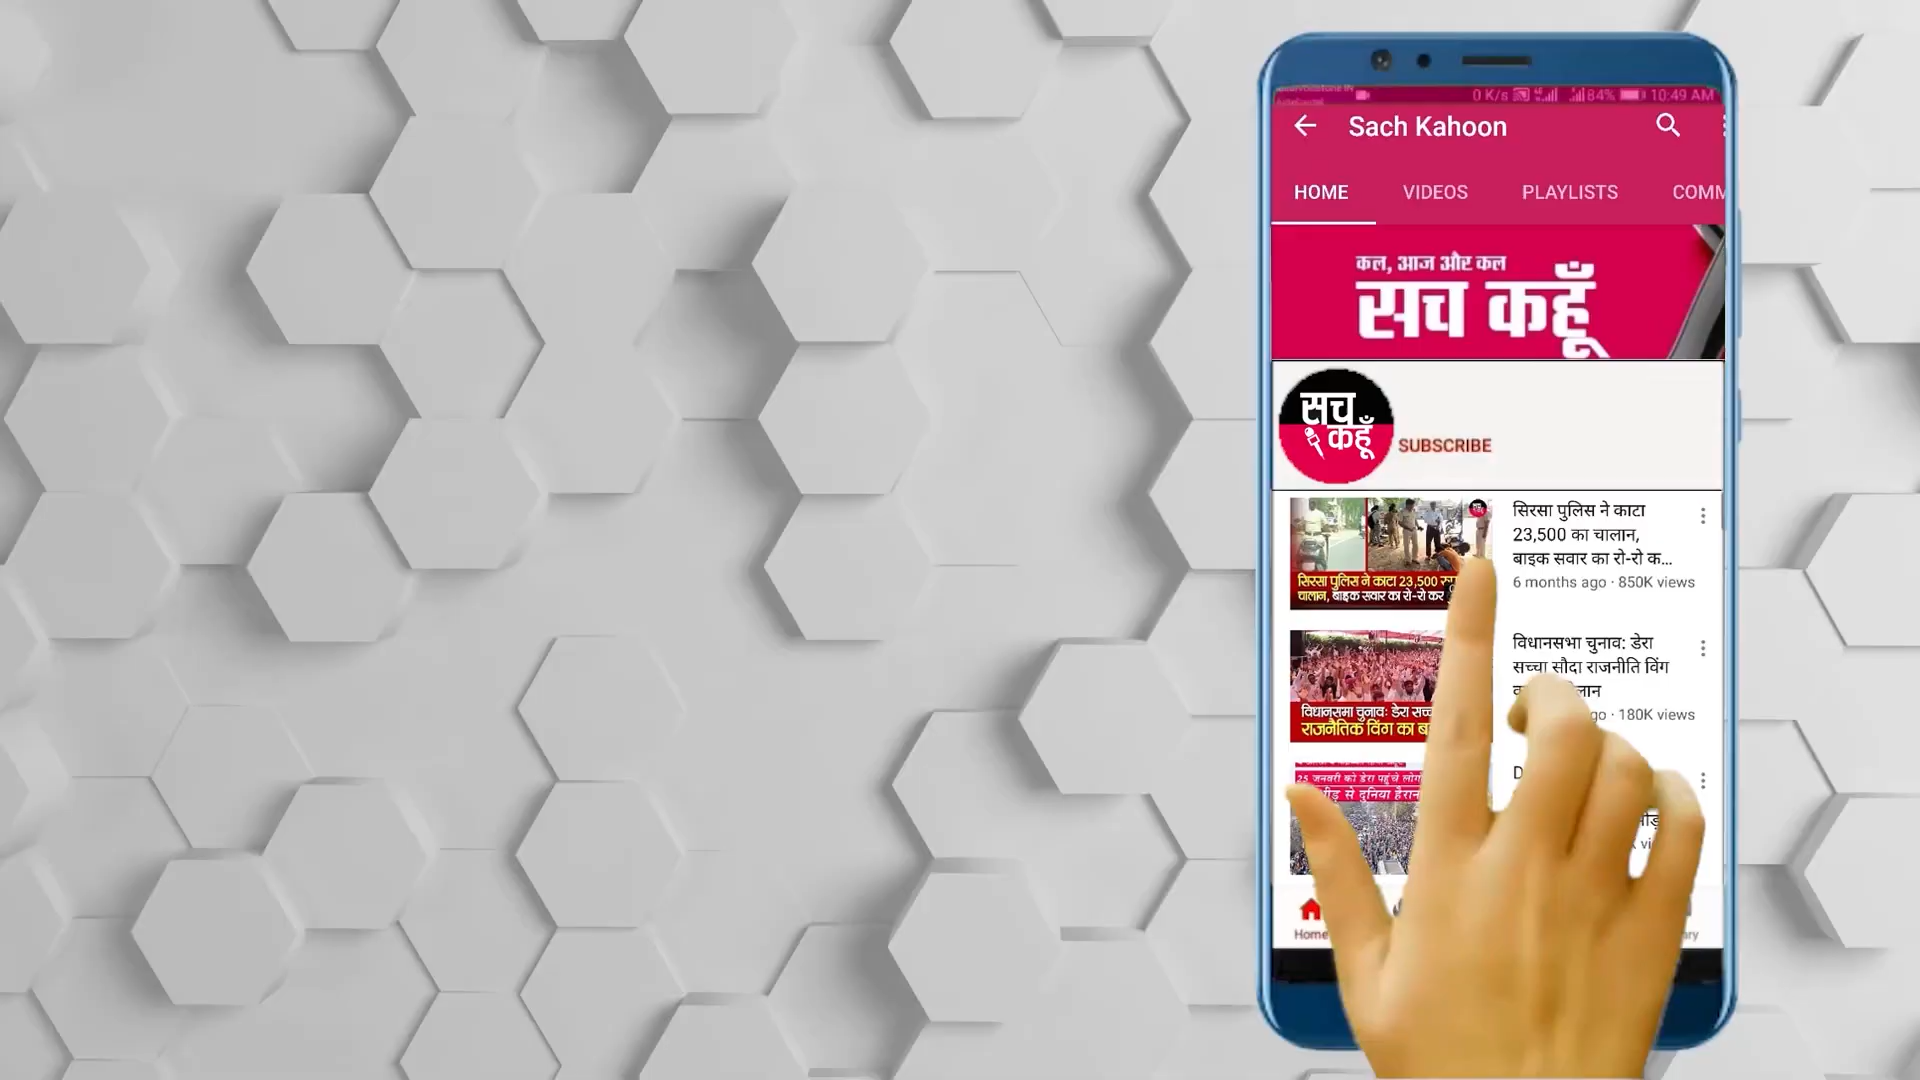 0 K/s 84% 10:49 AM
Sach Kahoon
HOME VIDEOS PLAYLISTS COMM
कल, आज और कल
सच कहूँ
सच
कहूँ
SUBSCRIBE
सिरसा पुलिस ने काटा 23,500
चालान, बाइक सवार का रो-रो कर
सिरसा पुलिस ने काटा
23,500 का चालान,
बाइक सवार का रो-रो क...
6 months ago · 850K views
विधानसभा चुनाव: डेरा
राजनैतिक विंग का
विधानसभा चुनाव: डेरा
सच्चा सौदा राजनीति विंग
180K views
25 जनवरी को डेरा पहुंचे
से दुनिया हैरान
Home